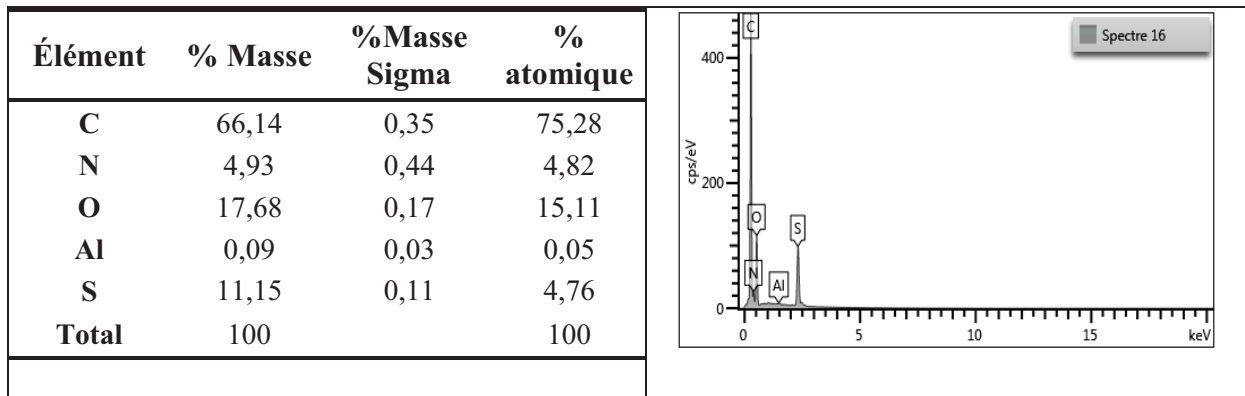 Élément % Masse %Masse Sigma % atomique
C 66,14 0,35 75,28
N 4,93 0,44 4,82
O 17,68 0,17 15,11
Al 0,09 0,03 0,05
S 11,15 0,11 4,76
Total 100 100
Spectre 16
cps/eV
400
200
0
C
O
N
Al
S
0 5 10 15 keV